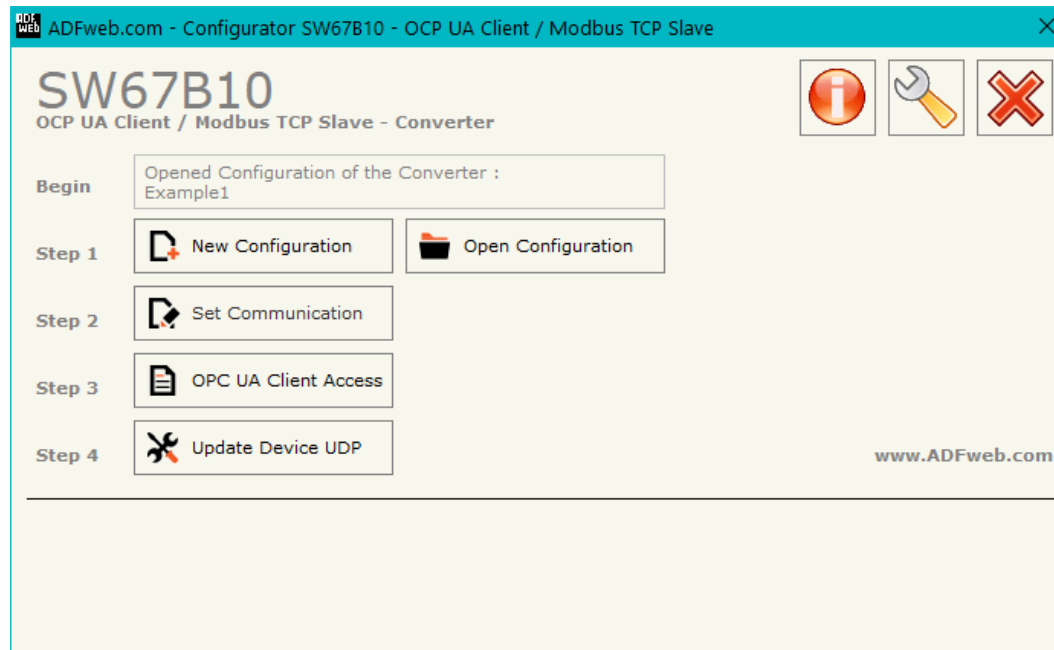 ADF WEB ADFweb.com - Configurator SW67B10 - OCP UA Client / Modbus TCP Slave
SW67B10
OCP UA Client / Modbus TCP Slave - Converter
Begin
Opened Configuration of the Converter :
Example1
Step 1
New Configuration
Open Configuration
Step 2
Set Communication
Step 3
OPC UA Client Access
Step 4
Update Device UDP
www.ADFweb.com